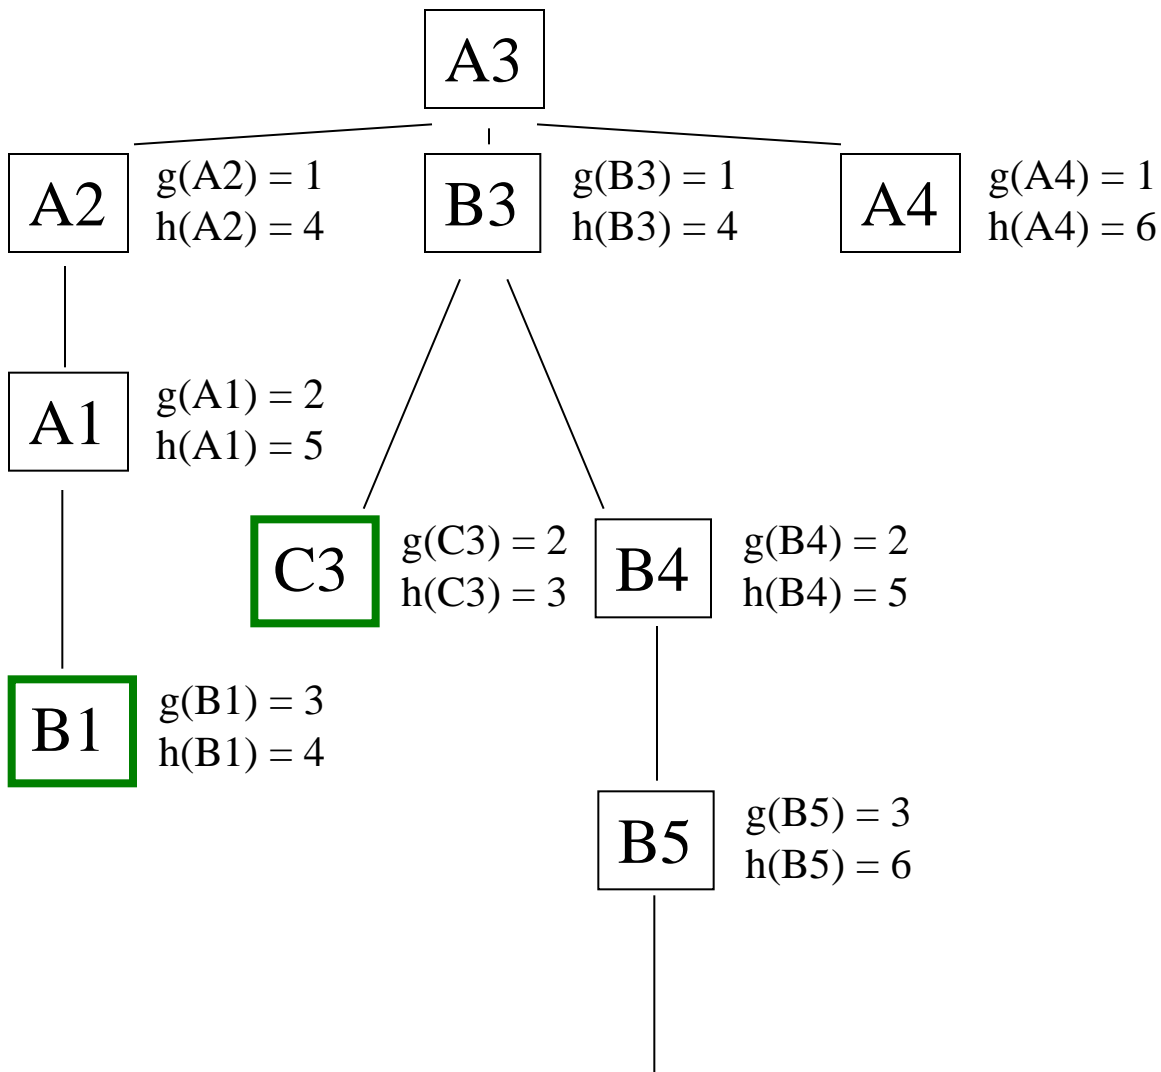 A3
A2
g(A2) = 1
h(A2) = 4
B3
g(B3) = 1
h(B3) = 4
A4
g(A4) = 1
h(A4) = 6
A1
g(A1) = 2
h(A1) = 5
C3
g(C3) = 2
h(C3) = 3
B4
g(B4) = 2
h(B4) = 5
B1
g(B1) = 3
h(B1) = 4
B5
g(B5) = 3
h(B5) = 6